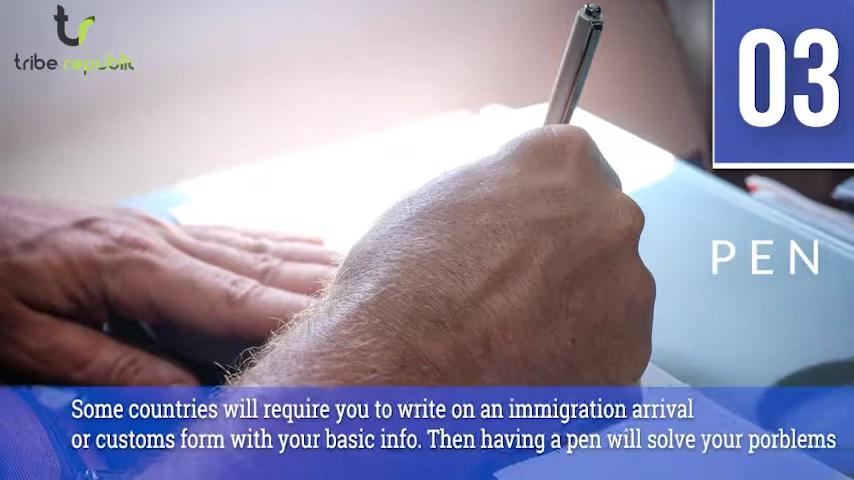 tr
tribe republic
03
PEN
Some countries will require you to write on an immigration arrival
or customs form with your basic info. Then having a pen will solve your porblems